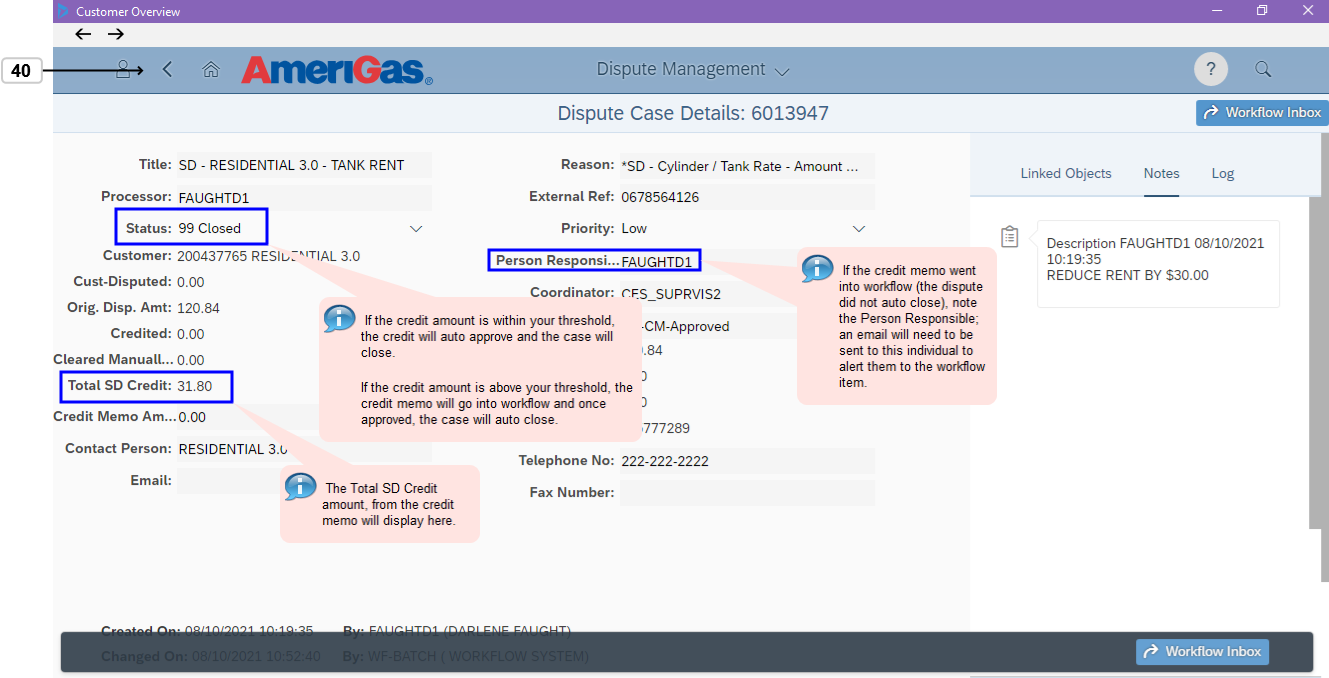 Customer Overview
40
AmeriGas®
Dispute Management
?
Dispute Case Details: 6013947
Workflow Inbox
Title: SD - RESIDENTIAL 3.0 - TANK RENT
Reason: *SD - Cylinder / Tank Rate - Amount ...
Linked Objects
Notes
Log
Processor: FAUGHTD1
External Ref: 0678564126
Status: 99 Closed
Priority: Low
Customer: 200437765 RESIDENTIAL 3.0
Person Responsi... FAUGHTD1
Description FAUGHTD1 08/10/2021
10:19:35
REDUCE RENT BY $30.00
Cust-Disputed: 0.00
Coordinator: CES_SUPRVIS2
Orig. Disp. Amt: 120.84
-CM-Approved
Credited: 0.00
.84
Cleared Manuall... 0.00
0
Total SD Credit: 31.80
0
Credit Memo Am... 0.00
777289
Contact Person: RESIDENTIAL 3.0
Telephone No: 222-222-2222
Email:
Fax Number:
If the credit amount is within your threshold,
the credit will auto approve and the case will
close.
If the credit amount is above your threshold, the
credit memo will go into workflow and once
approved, the case will auto close.
If the credit memo went
into workflow (the dispute
did not auto close), note
the Person Responsible;
an email will need to be
sent to this individual to
alert them to the workflow
item.
The Total SD Credit
amount, from the credit
memo will display here.
Created On: 08/10/2021 10:19:35 By: FAUGHTD1 (DARLENE FAUGHT)
Changed On: 08/10/2021 10:52:40 By: WF-BATCH ( WORKFLOW SYSTEM)
Workflow Inbox